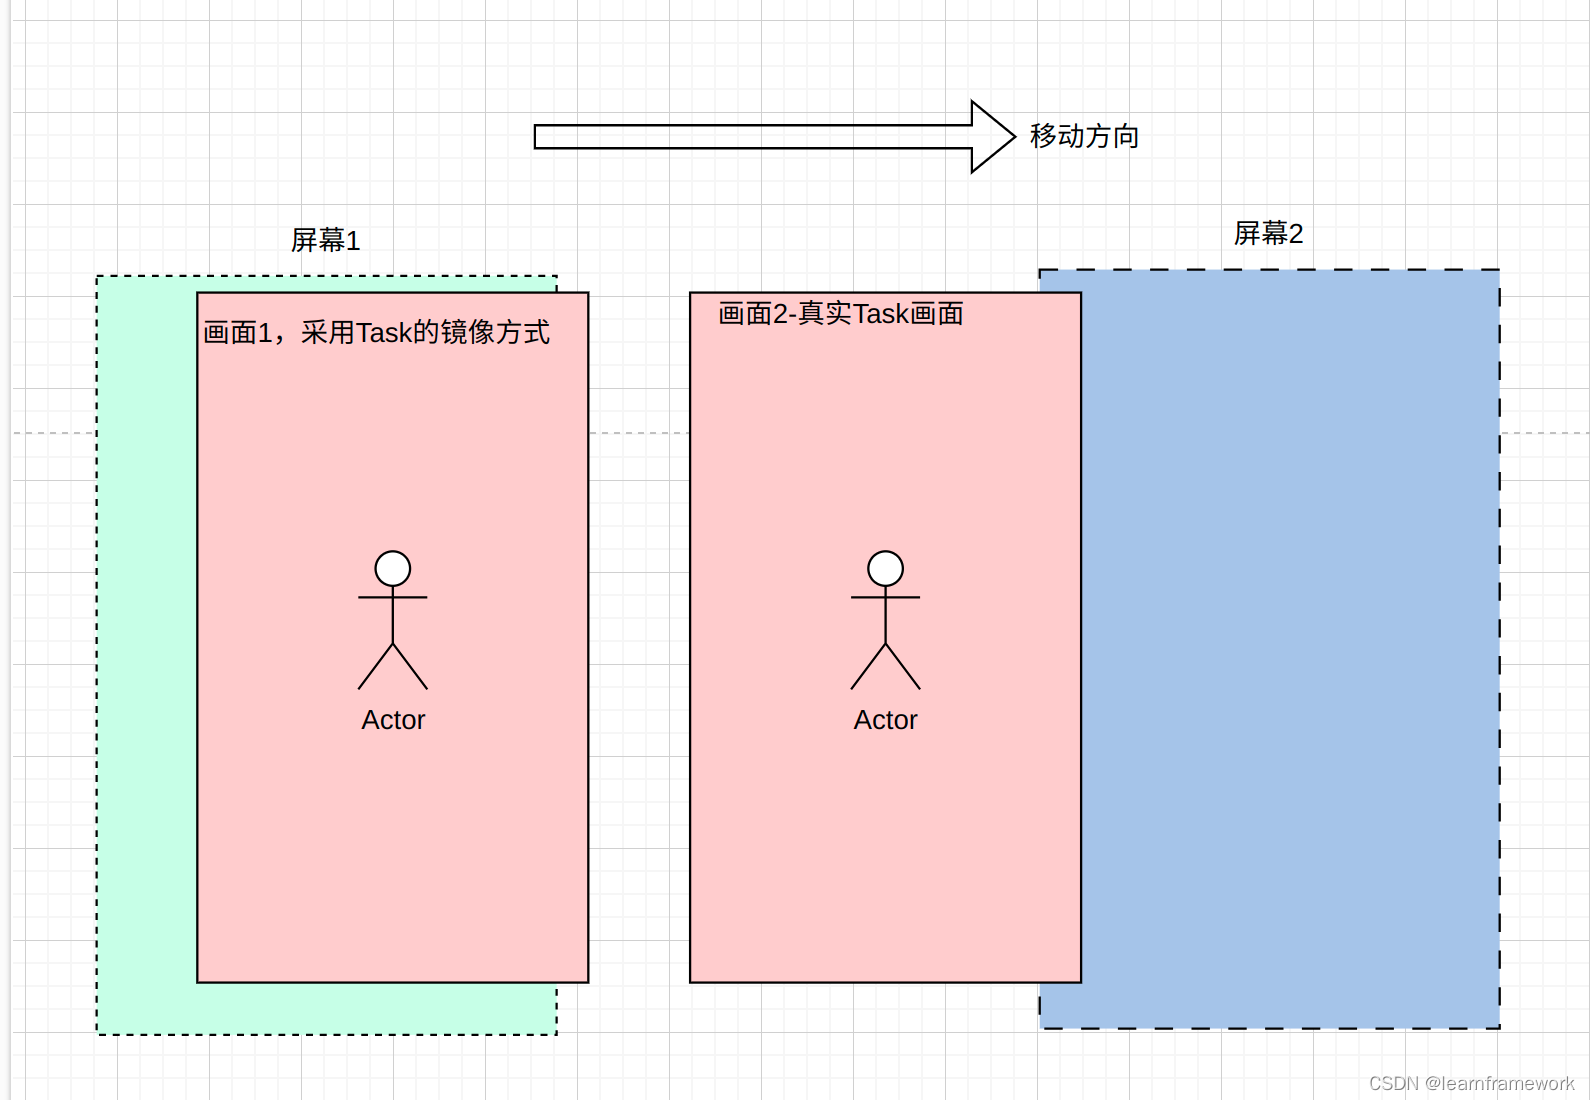 移动方向
屏幕1
屏幕2
画面1，采用Task的镜像方式
画面2-真实Task画面
Actor
Actor
CSDN @learnframework